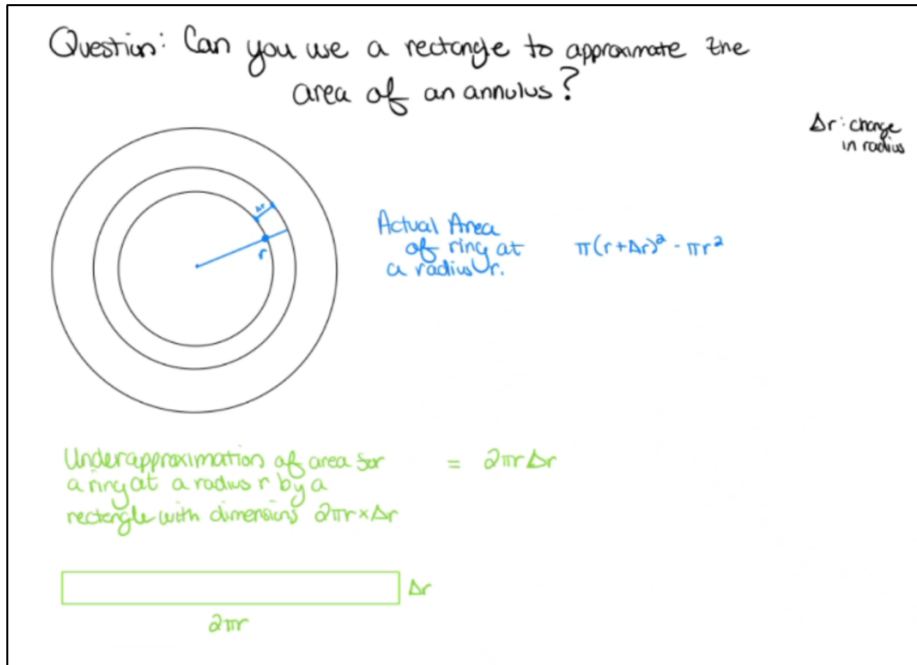 Question: Can you use a rectangle to approximate the
area of an annulus?
Δr: change
in radius
Δr
r
Actual Area
of ring at
a radius r.
π(r+Δr)² - πr²
Underapproximation of area for
a ring at a radius r by a
rectangle with dimensions 2πr × Δr
= 2πrΔr
Δr
2πr